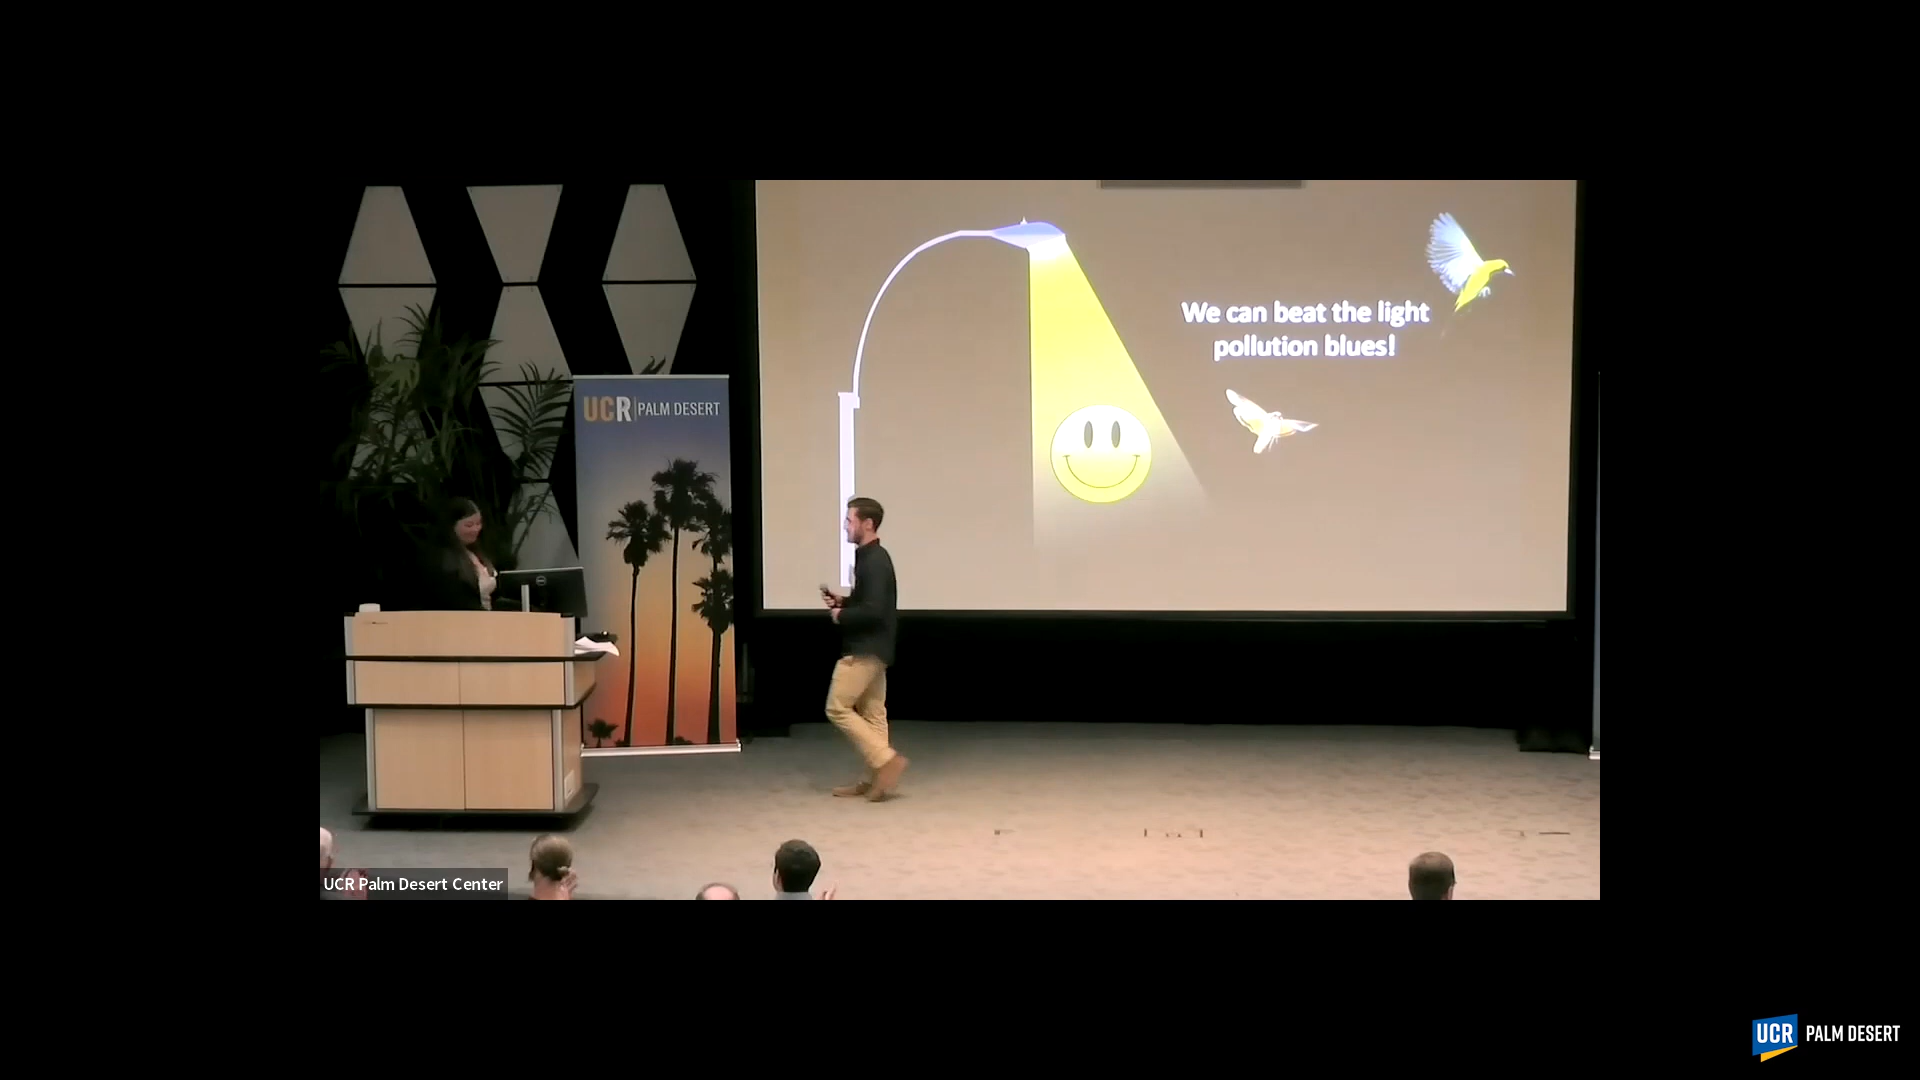 We can beat the light
pollution blues!
UCR PALM DESERT
UCR Palm Desert Center
UCR PALM DESERT